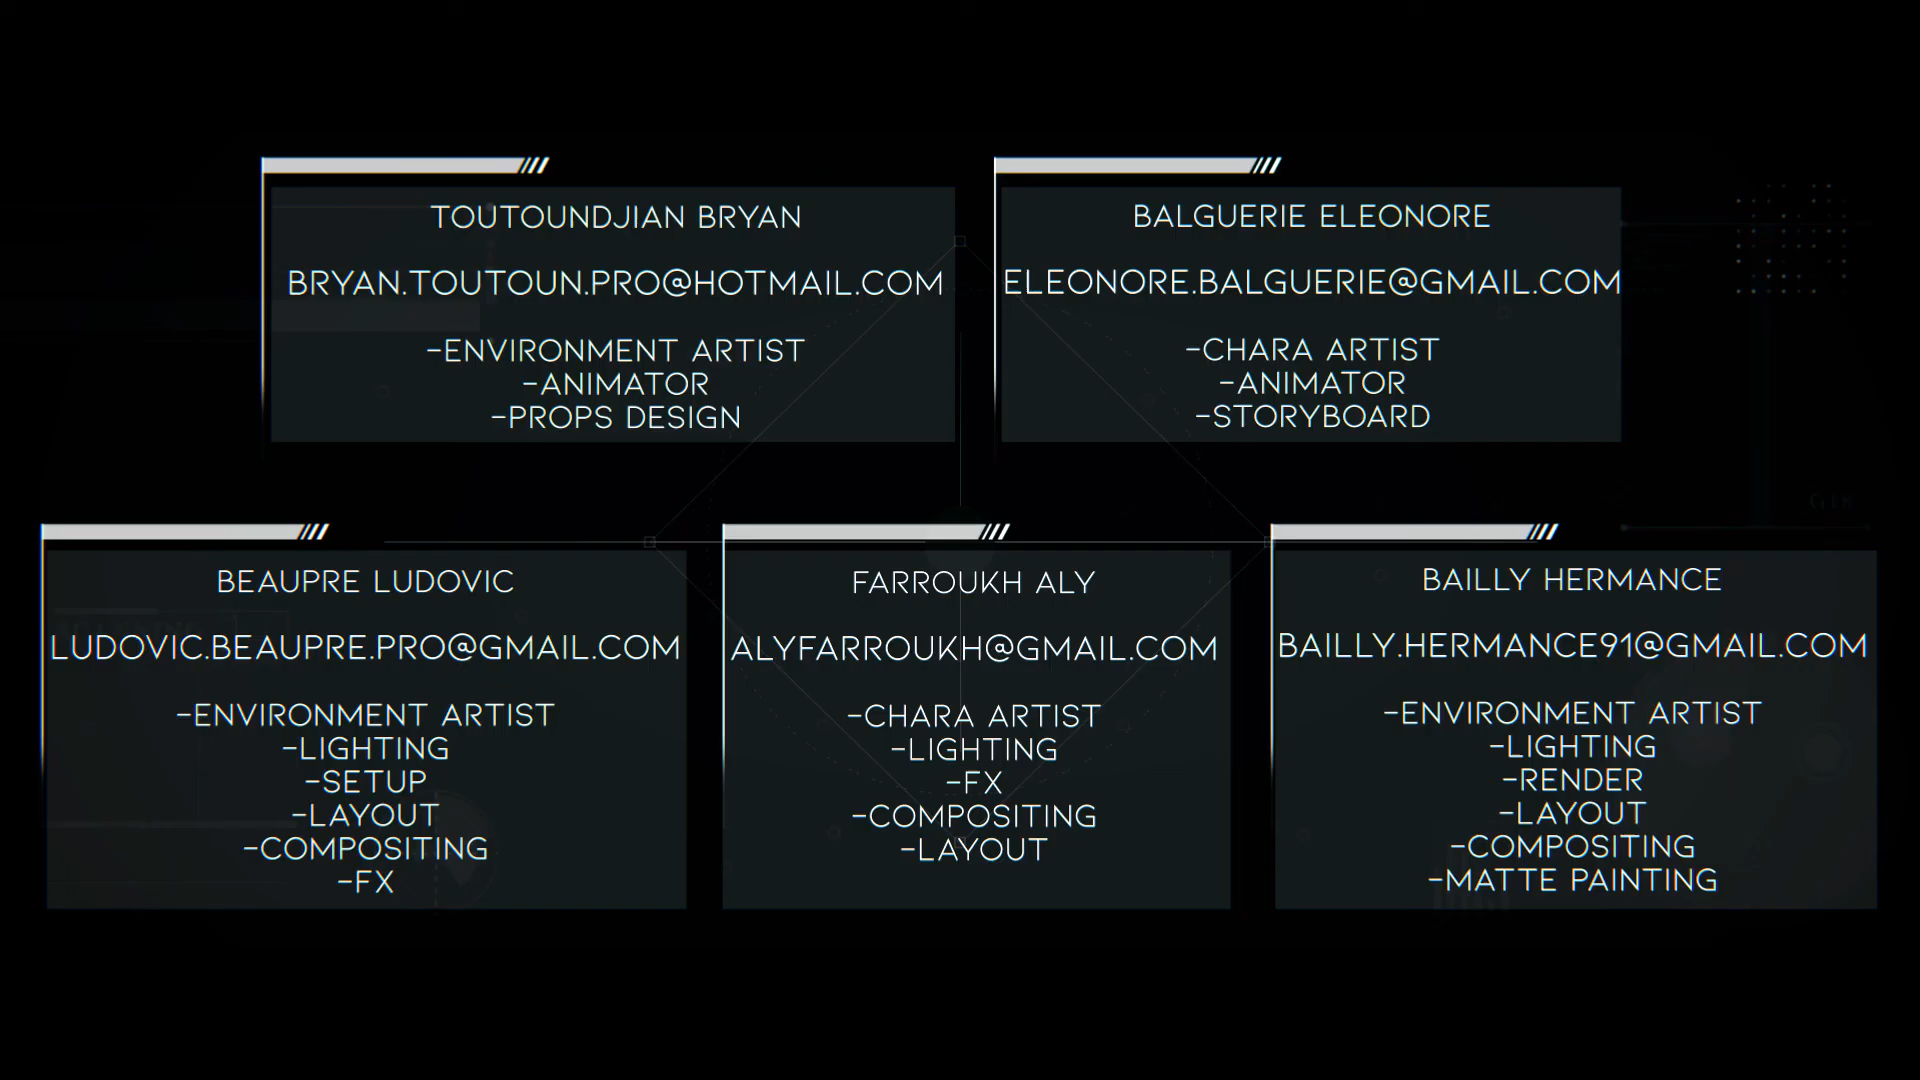 TOUTOUNDJIAN BRYAN
BRYAN.TOUTOUN.PRO@HOTMAIL.COM
-ENVIRONMENT ARTIST
-ANIMATOR
-PROPS DESIGN
BALGUERIE ELEONORE
ELEONORE.BALGUERIE@GMAIL.COM
-CHARA ARTIST
-ANIMATOR
-STORYBOARD
BEAUPRE LUDOVIC
LUDOVIC.BEAUPRE.PRO@GMAIL.COM
-ENVIRONMENT ARTIST
-LIGHTING
-SETUP
-LAYOUT
-COMPOSITING
-FX
FARROUKH ALY
ALYFARROUKH@GMAIL.COM
-CHARA ARTIST
-LIGHTING
-FX
-COMPOSITING
-LAYOUT
BAILLY HERMANCE
BAILLY.HERMANCE91@GMAIL.COM
-ENVIRONMENT ARTIST
-LIGHTING
-RENDER
-LAYOUT
-COMPOSITING
-MATTE PAINTING